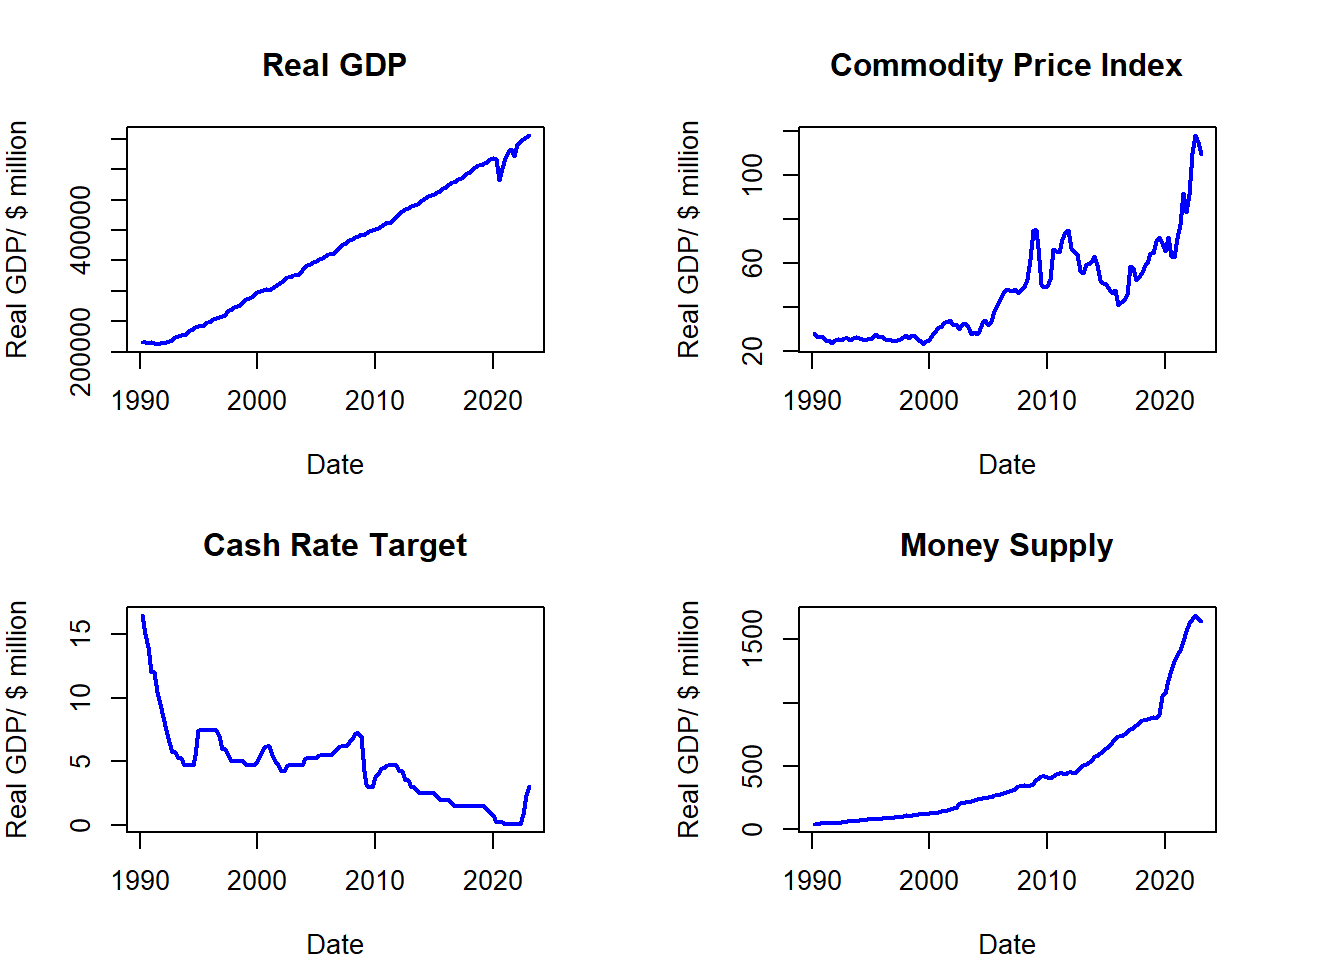 Real GDP
Real GDP/ $ million
400000
200000
1990 2000 2010 2020
Date
Commodity Price Index
Real GDP/ $ million
100
60
20
1990 2000 2010 2020
Date
Cash Rate Target
Real GDP/ $ million
15
10
5
0
1990 2000 2010 2020
Date
Money Supply
Real GDP/ $ million
1500
500
0
1990 2000 2010 2020
Date